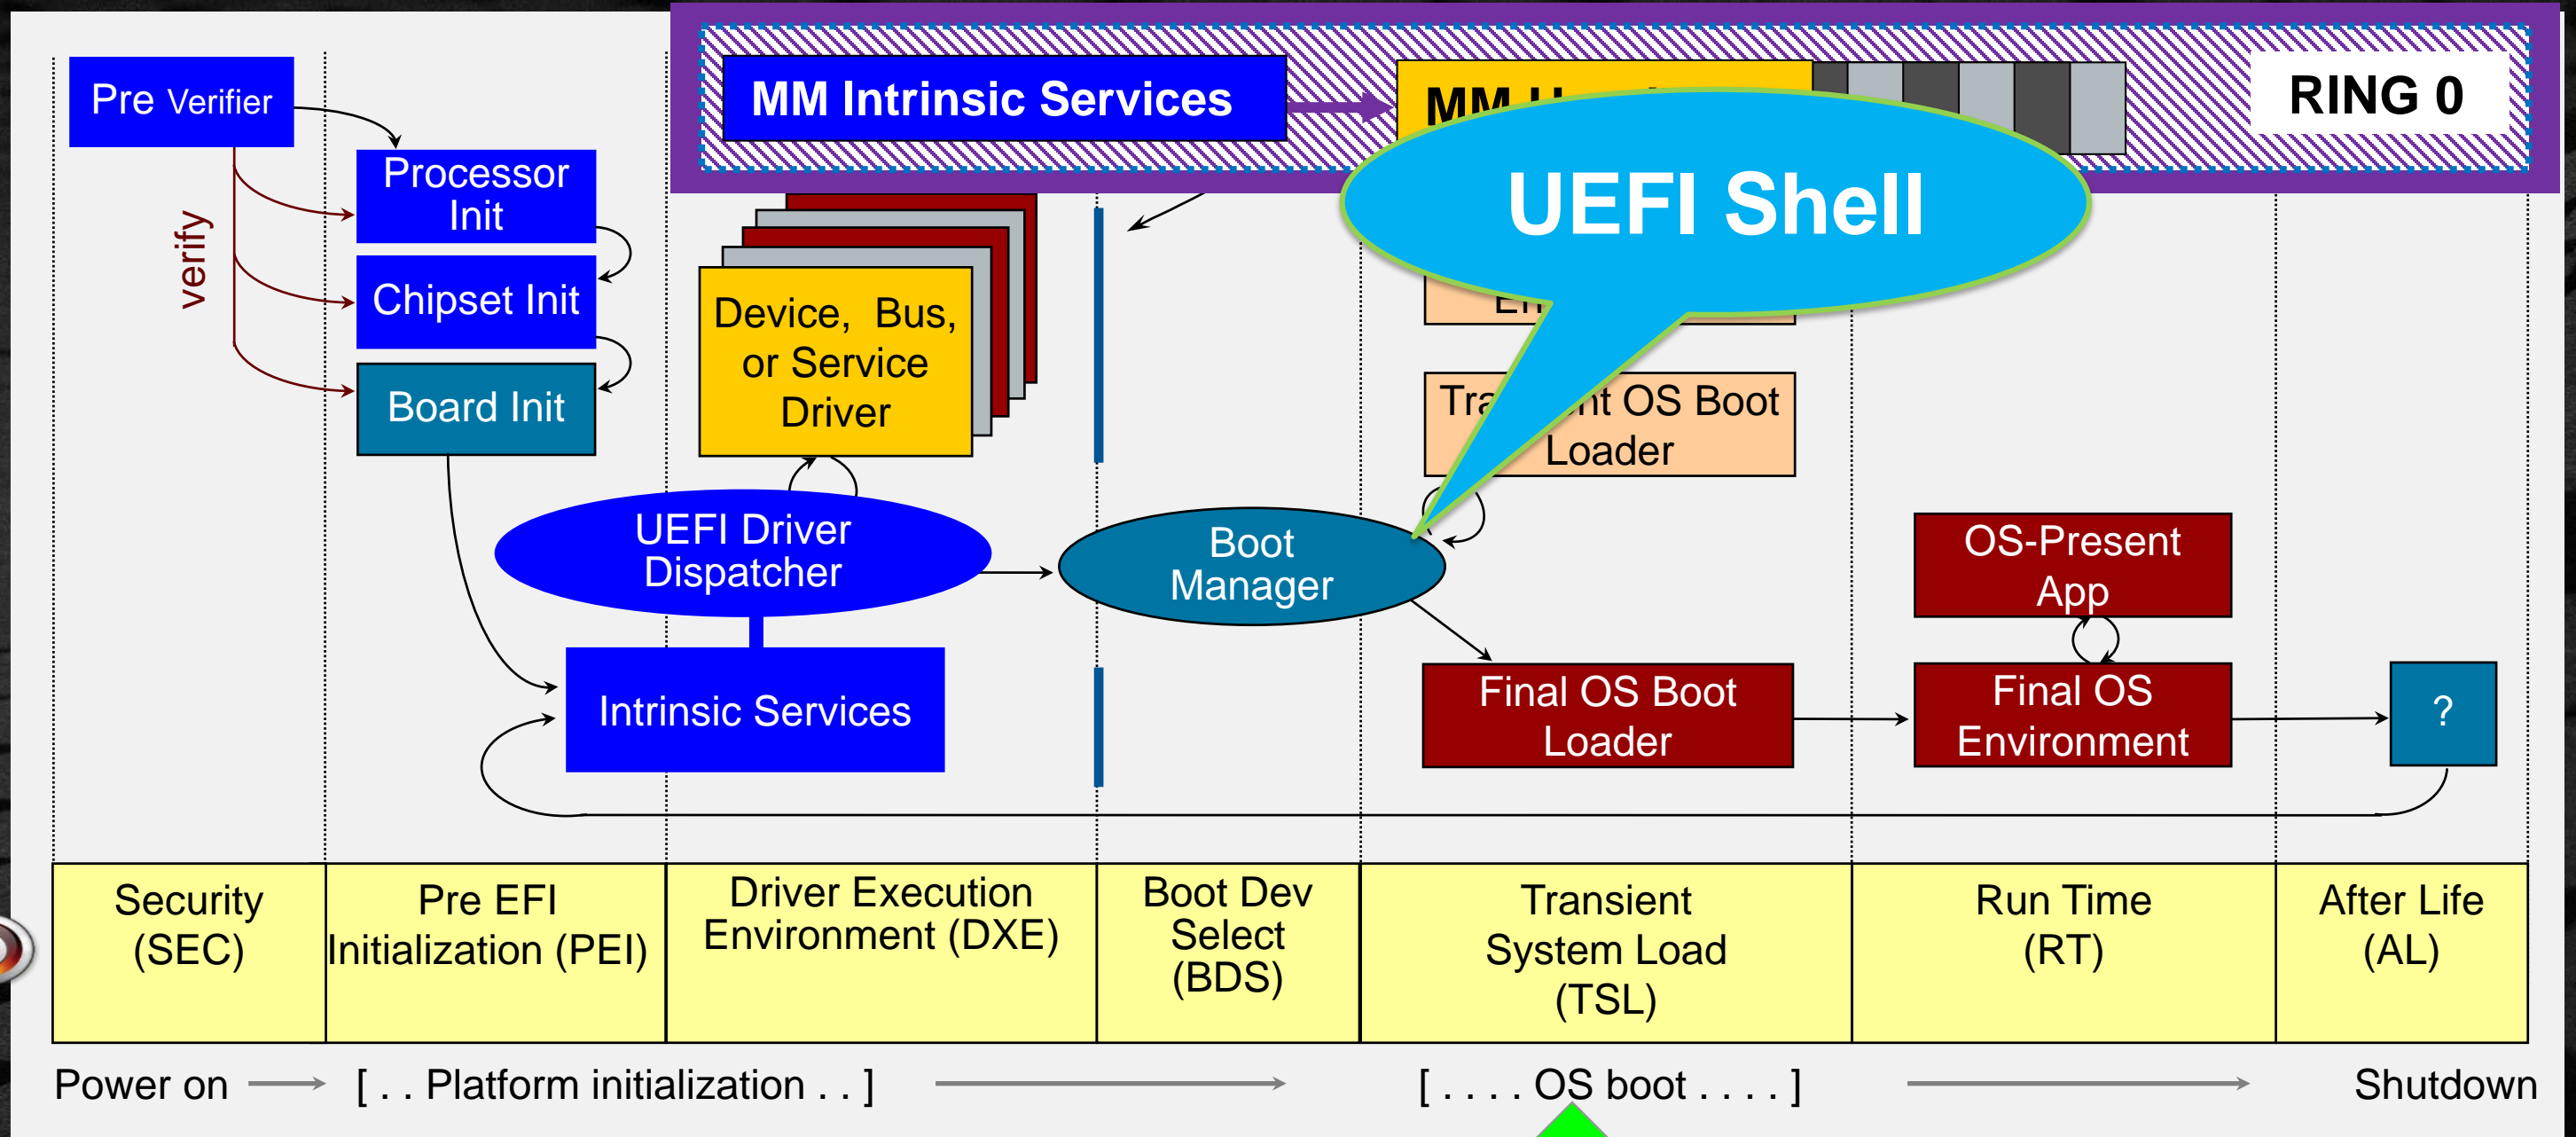 MM Intrinsic Services
MM
RING 0
Pre Verifier
Processor
Init
verify
Chipset Init
Board Init
UEFI Shell
Device, Bus,
or Service
Driver
OS Boot
Loader
UEFI Driver
Dispatcher
Boot
Manager
OS-Present
App
Intrinsic Services
Final OS Boot
Loader
Final OS
Environment
?
Security
(SEC)
Pre EFI
Initialization (PEI)
Driver Execution
Environment (DXE)
Boot Dev
Select
(BDS)
Transient
System Load
(TSL)
Run Time
(RT)
After Life
(AL)
Power on
[ . . Platform initialization . . ]
[ . . . . OS boot . . . . ]
Shutdown